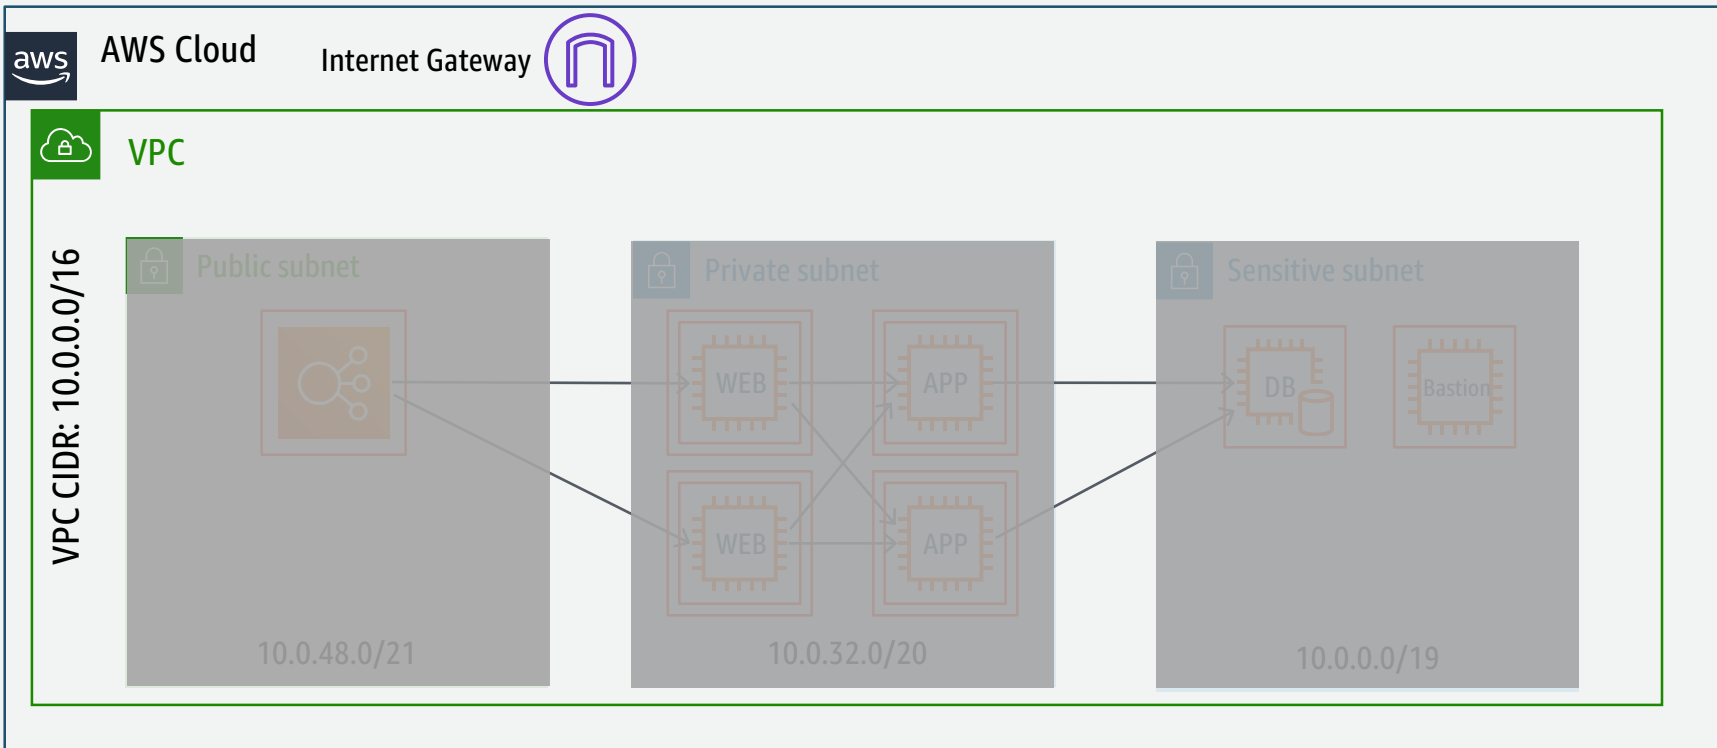 aws
AWS Cloud
Internet Gateway
VPC
VPC CIDR: 10.0.0.0/16
Public subnet
10.0.48.0/21
Private subnet
WEB
APP
WEB
APP
10.0.32.0/20
Sensitive subnet
DB
Bastion
10.0.0.0/19